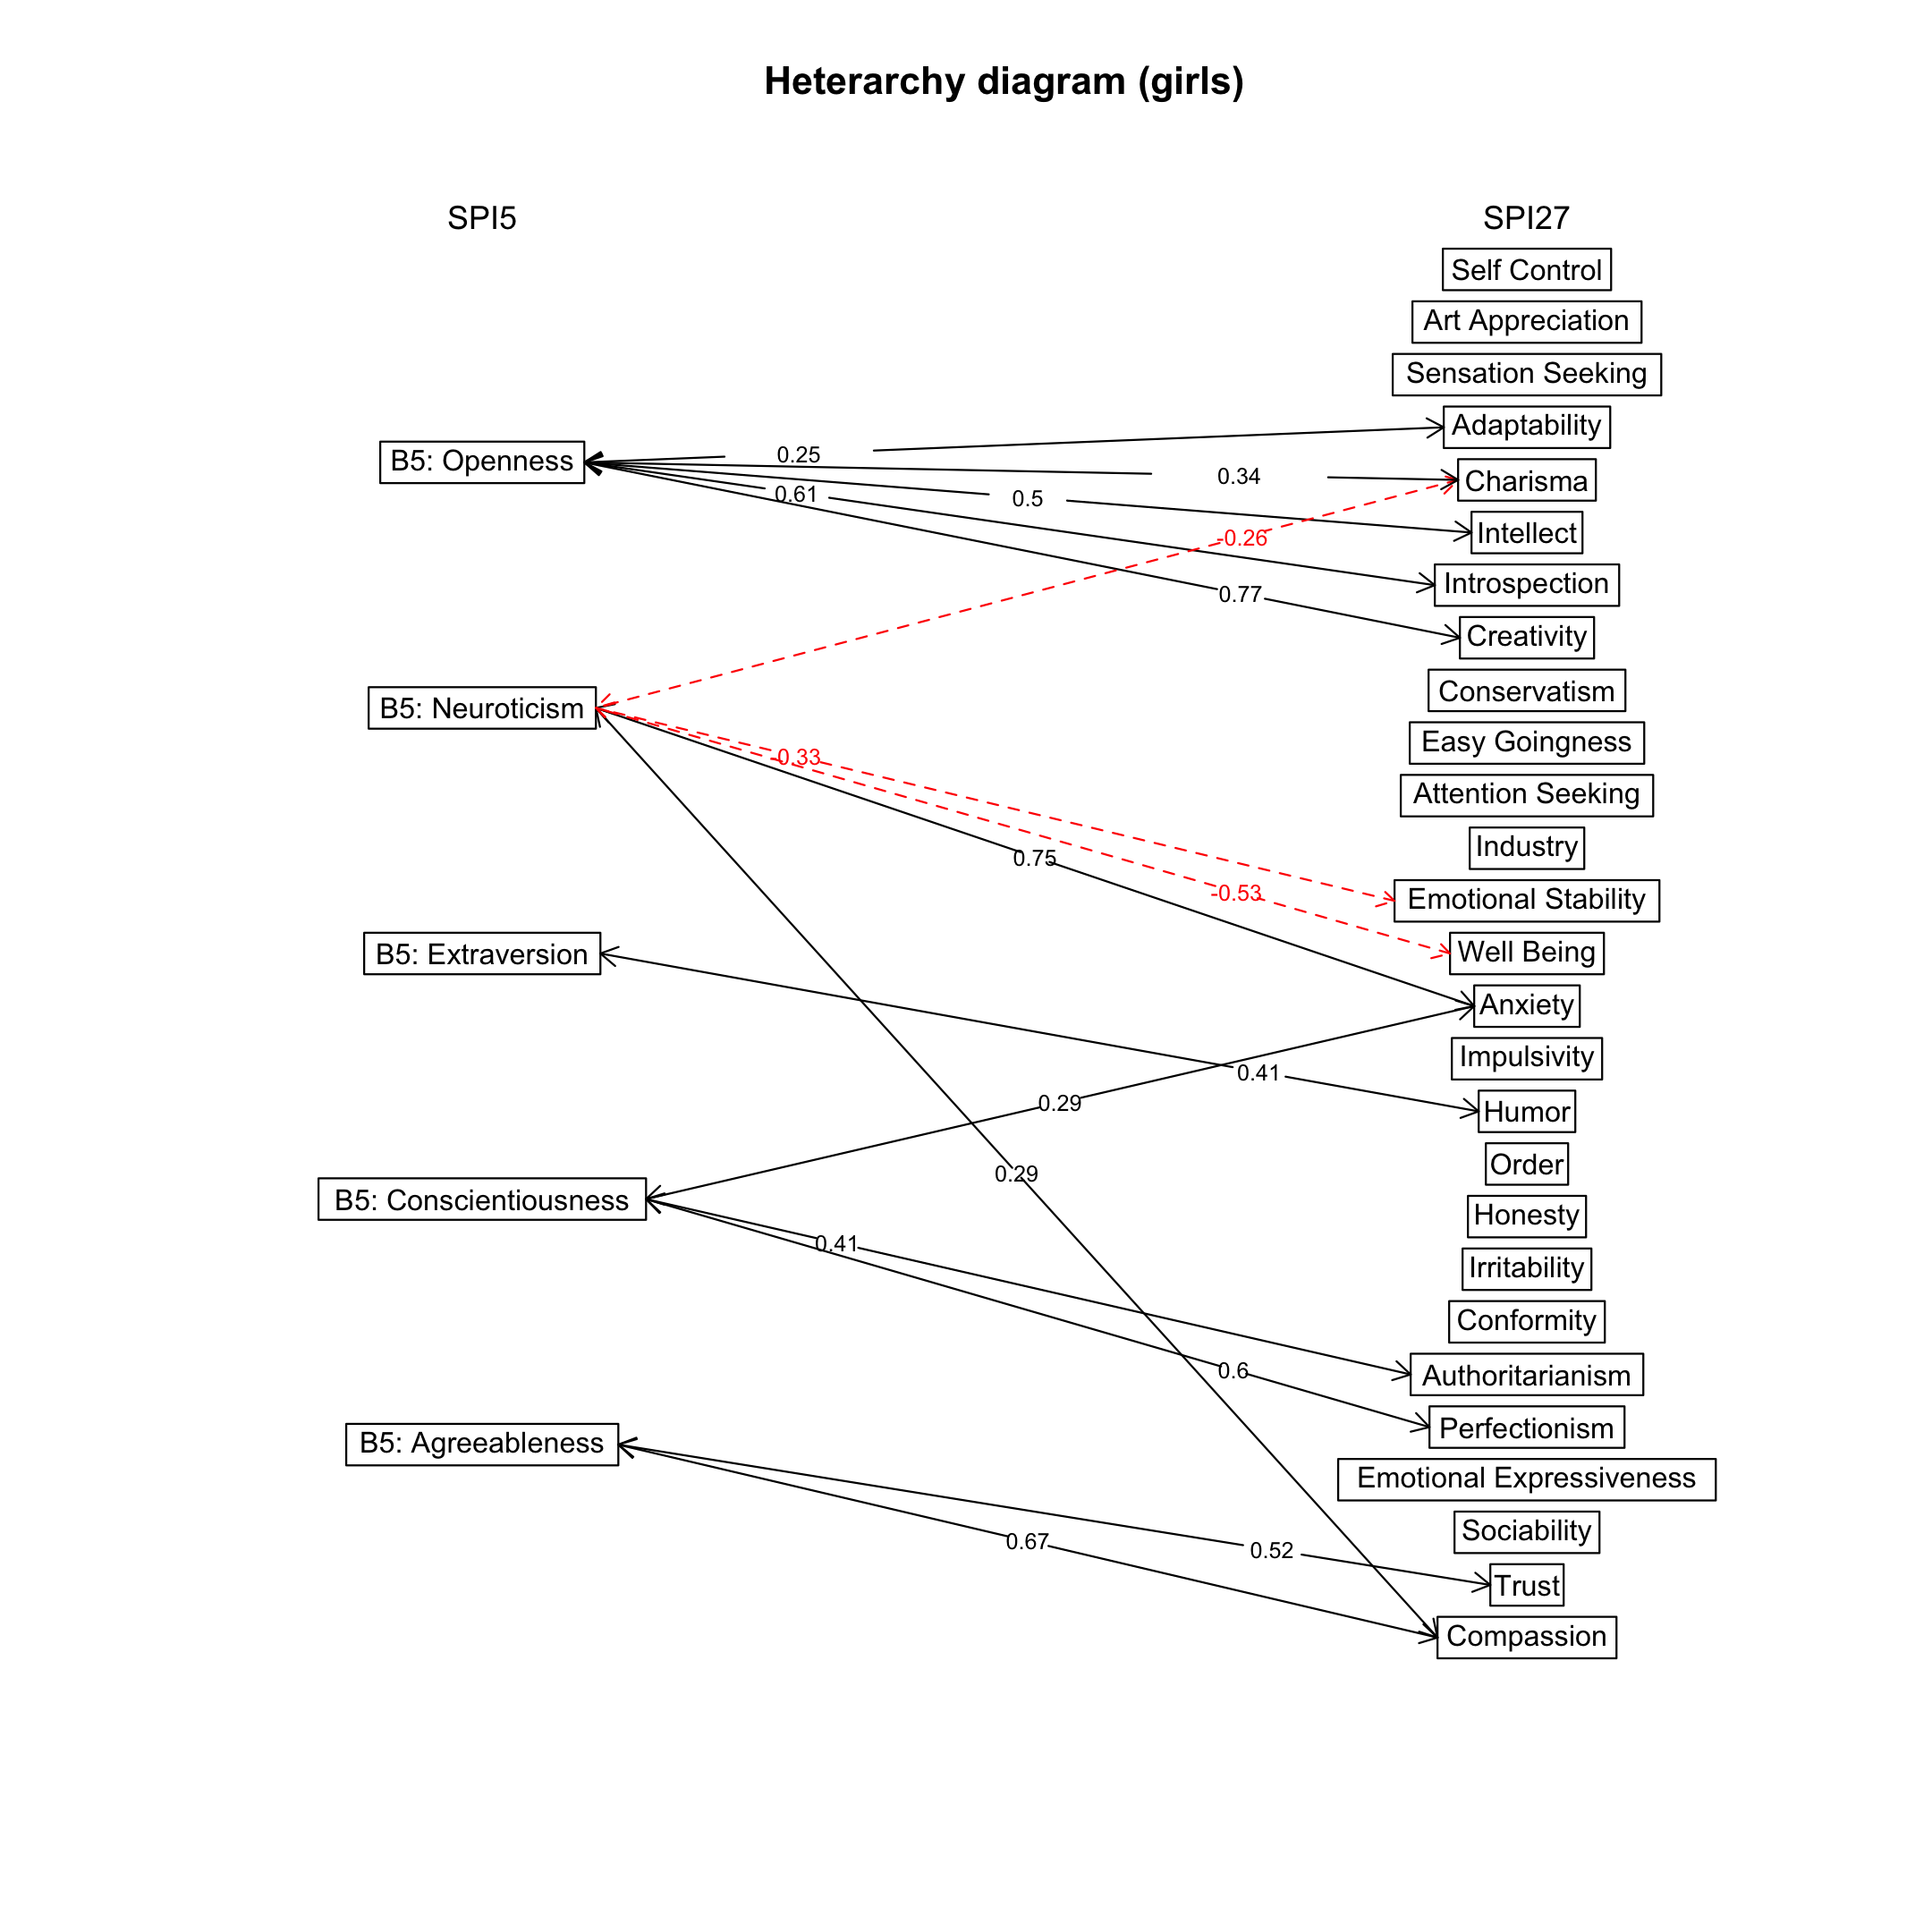 Heterarchy diagram (girls)
SPI5
SPI27
Self Control
Art Appreciation
Sensation Seeking
Adaptability
B5: Openness
0.25
0.34
Charisma
0.61
0.5
Intellect
-0.26
Introspection
0.77
Creativity
Conservatism
B5: Neuroticism
Easy Goingness
-0.33
Attention Seeking
Industry
0.75
-0.53
Emotional Stability
B5: Extraversion
Well Being
Anxiety
Impulsivity
0.41
0.29
Humor
Order
0.29
B5: Conscientiousness
Honesty
0.41
Irritability
Conformity
0.6
Authoritarianism
Perfectionism
B5: Agreeableness
Emotional Expressiveness
0.67
0.52
Sociability
Trust
Compassion